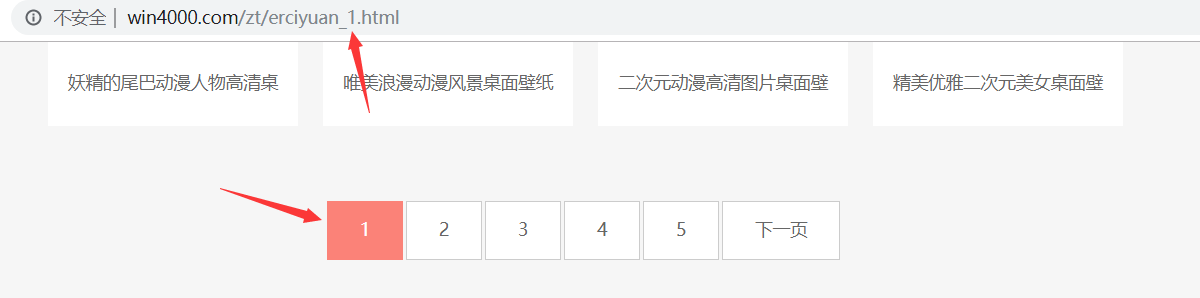 不安全 | win4000.com/zt/erciyuan_1.html
妖精的尾巴动漫人物高清桌 唯美浪漫动漫风景桌面壁纸 二次元动漫高清图片桌面壁 精美优雅二次元美女桌面壁
1 2 3 4 5 下一页